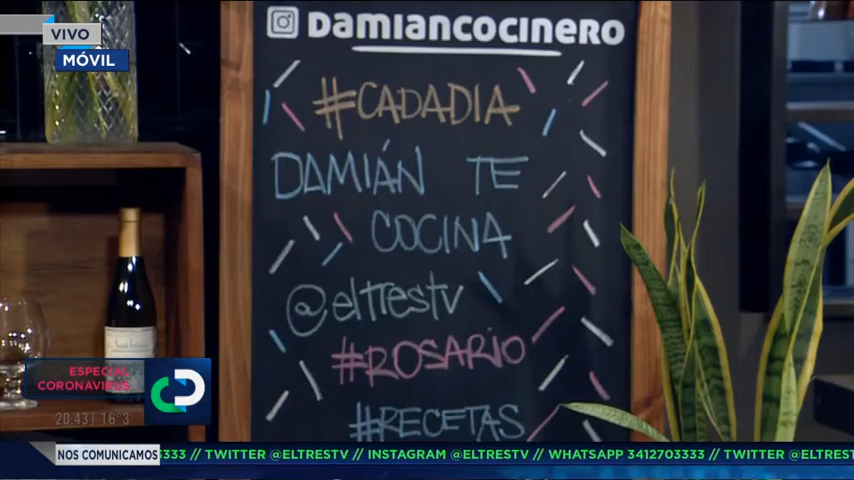 VIVO
MÓVIL
DAMIANCOCINERO
#CADADIA
DAMIÁN TE
COCINA
@eltrestv
#ROSARIO
#RECETAS
ESPECIAL
CORONAVIRUS
20:43 16°3
NOS COMUNICAMOS
3333 // TWITTER @ELTRESTV // INSTAGRAM @ELTRESTV // WHATSAPP 3412703333 // TWITTER @ELTRESTV //